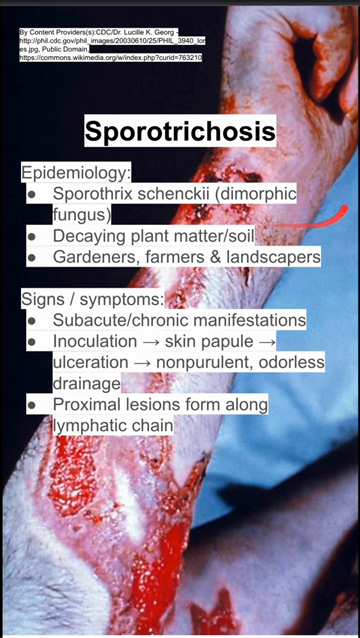 By Content Providers(s):CDC/Dr. Lucille K. Georg -
http://phil.cdc.gov/phil_images/20030610/25/PHIL_3940_lor
es.jpg, Public Domain,
https://commons.wikimedia.org/w/index.php?curid=763210
Sporotrichosis
Epidemiology:
● Sporothrix schenckii (dimorphic
fungus)
● Decaying plant matter/soil
● Gardeners, farmers & landscapers
Signs / symptoms:
● Subacute/chronic manifestations
● Inoculation → skin papule →
ulceration → nonpurulent, odorless
drainage
● Proximal lesions form along
lymphatic chain